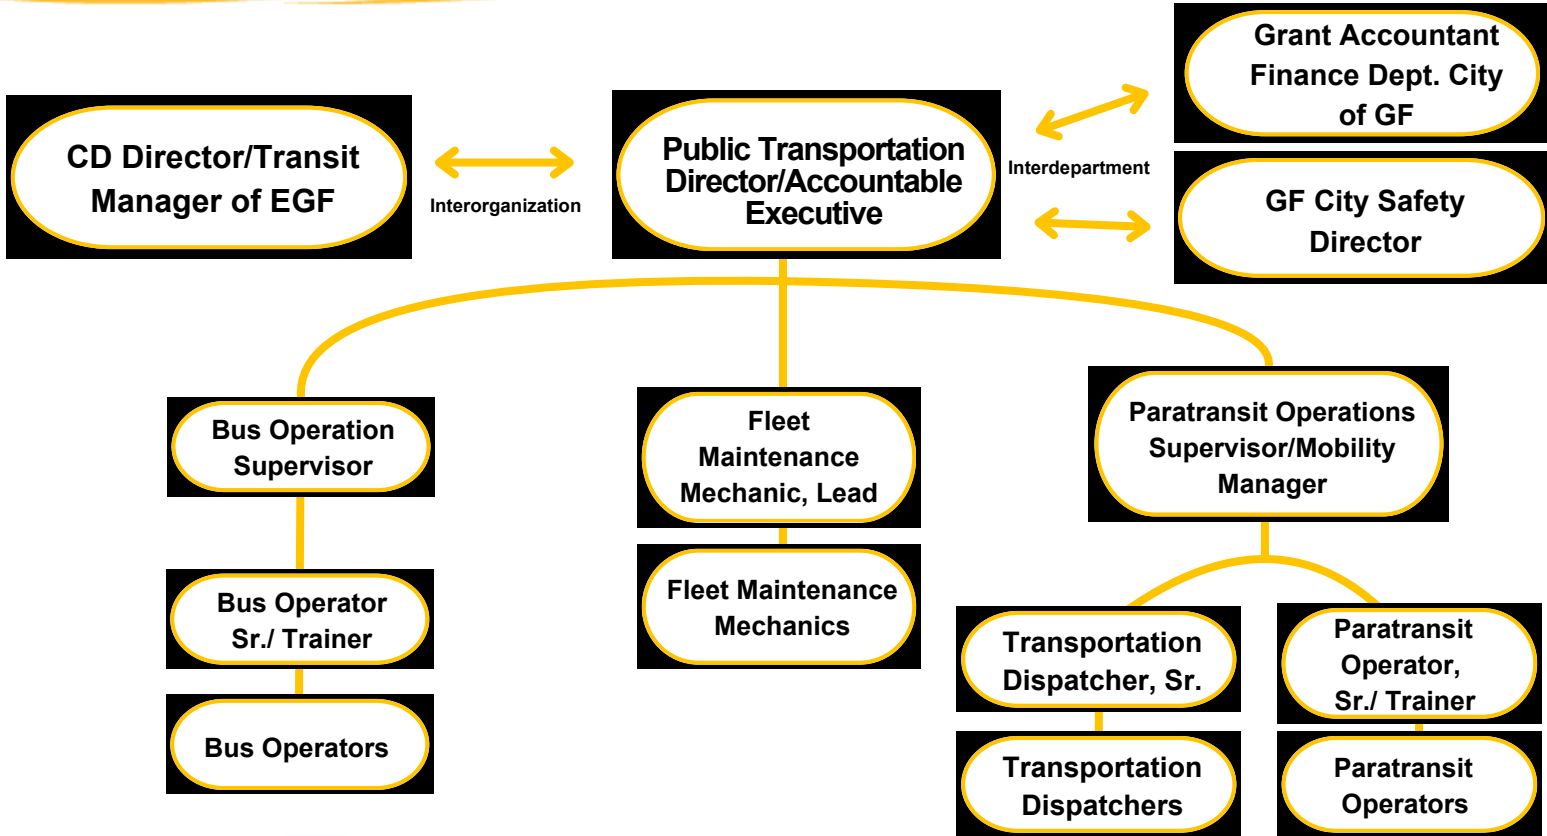 Grant Accountant
Finance Dept. City
of GF
CD Director/Transit
Manager of EGF
Interorganization
Public Transportation
Director/Accountable
Executive
Interdepartment
GF City Safety
Director
Bus Operation
Supervisor
Fleet
Maintenance
Mechanic, Lead
Paratransit Operations
Supervisor/Mobility
Manager
Bus Operator
Sr./ Trainer
Fleet Maintenance
Mechanics
Transportation
Dispatcher, Sr.
Paratransit
Operator,
Sr./ Trainer
Bus Operators
Transportation
Dispatchers
Paratransit
Operators